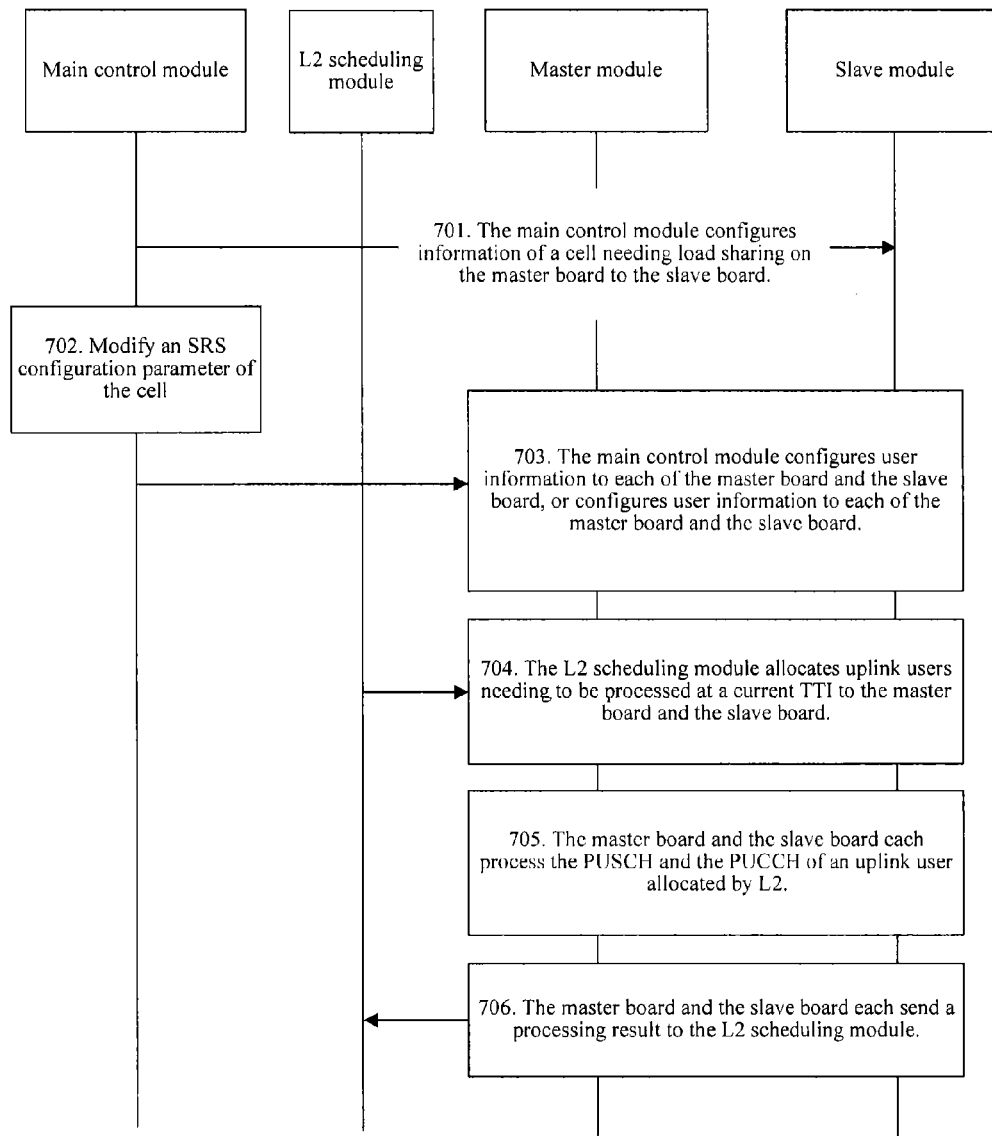 Main control module
L2 scheduling
module
Master module
Slave module
701. The main control module configures
information of a cell needing load sharing on
the master board to the slave board.
702. Modify an SRS
configuration parameter of
the cell
703. The main control module configures user
information to each of the master board and the slave
board, or configures user information to each of the
master board and the slave board.
704. The L2 scheduling module allocates uplink users
needing to be processed at a current TTI to the master
board and the slave board.
705. The master board and the slave board each
process the PUSCH and the PUCCH of an uplink user
allocated by L2.
706. The master board and the slave board each send a
processing result to the L2 scheduling module.